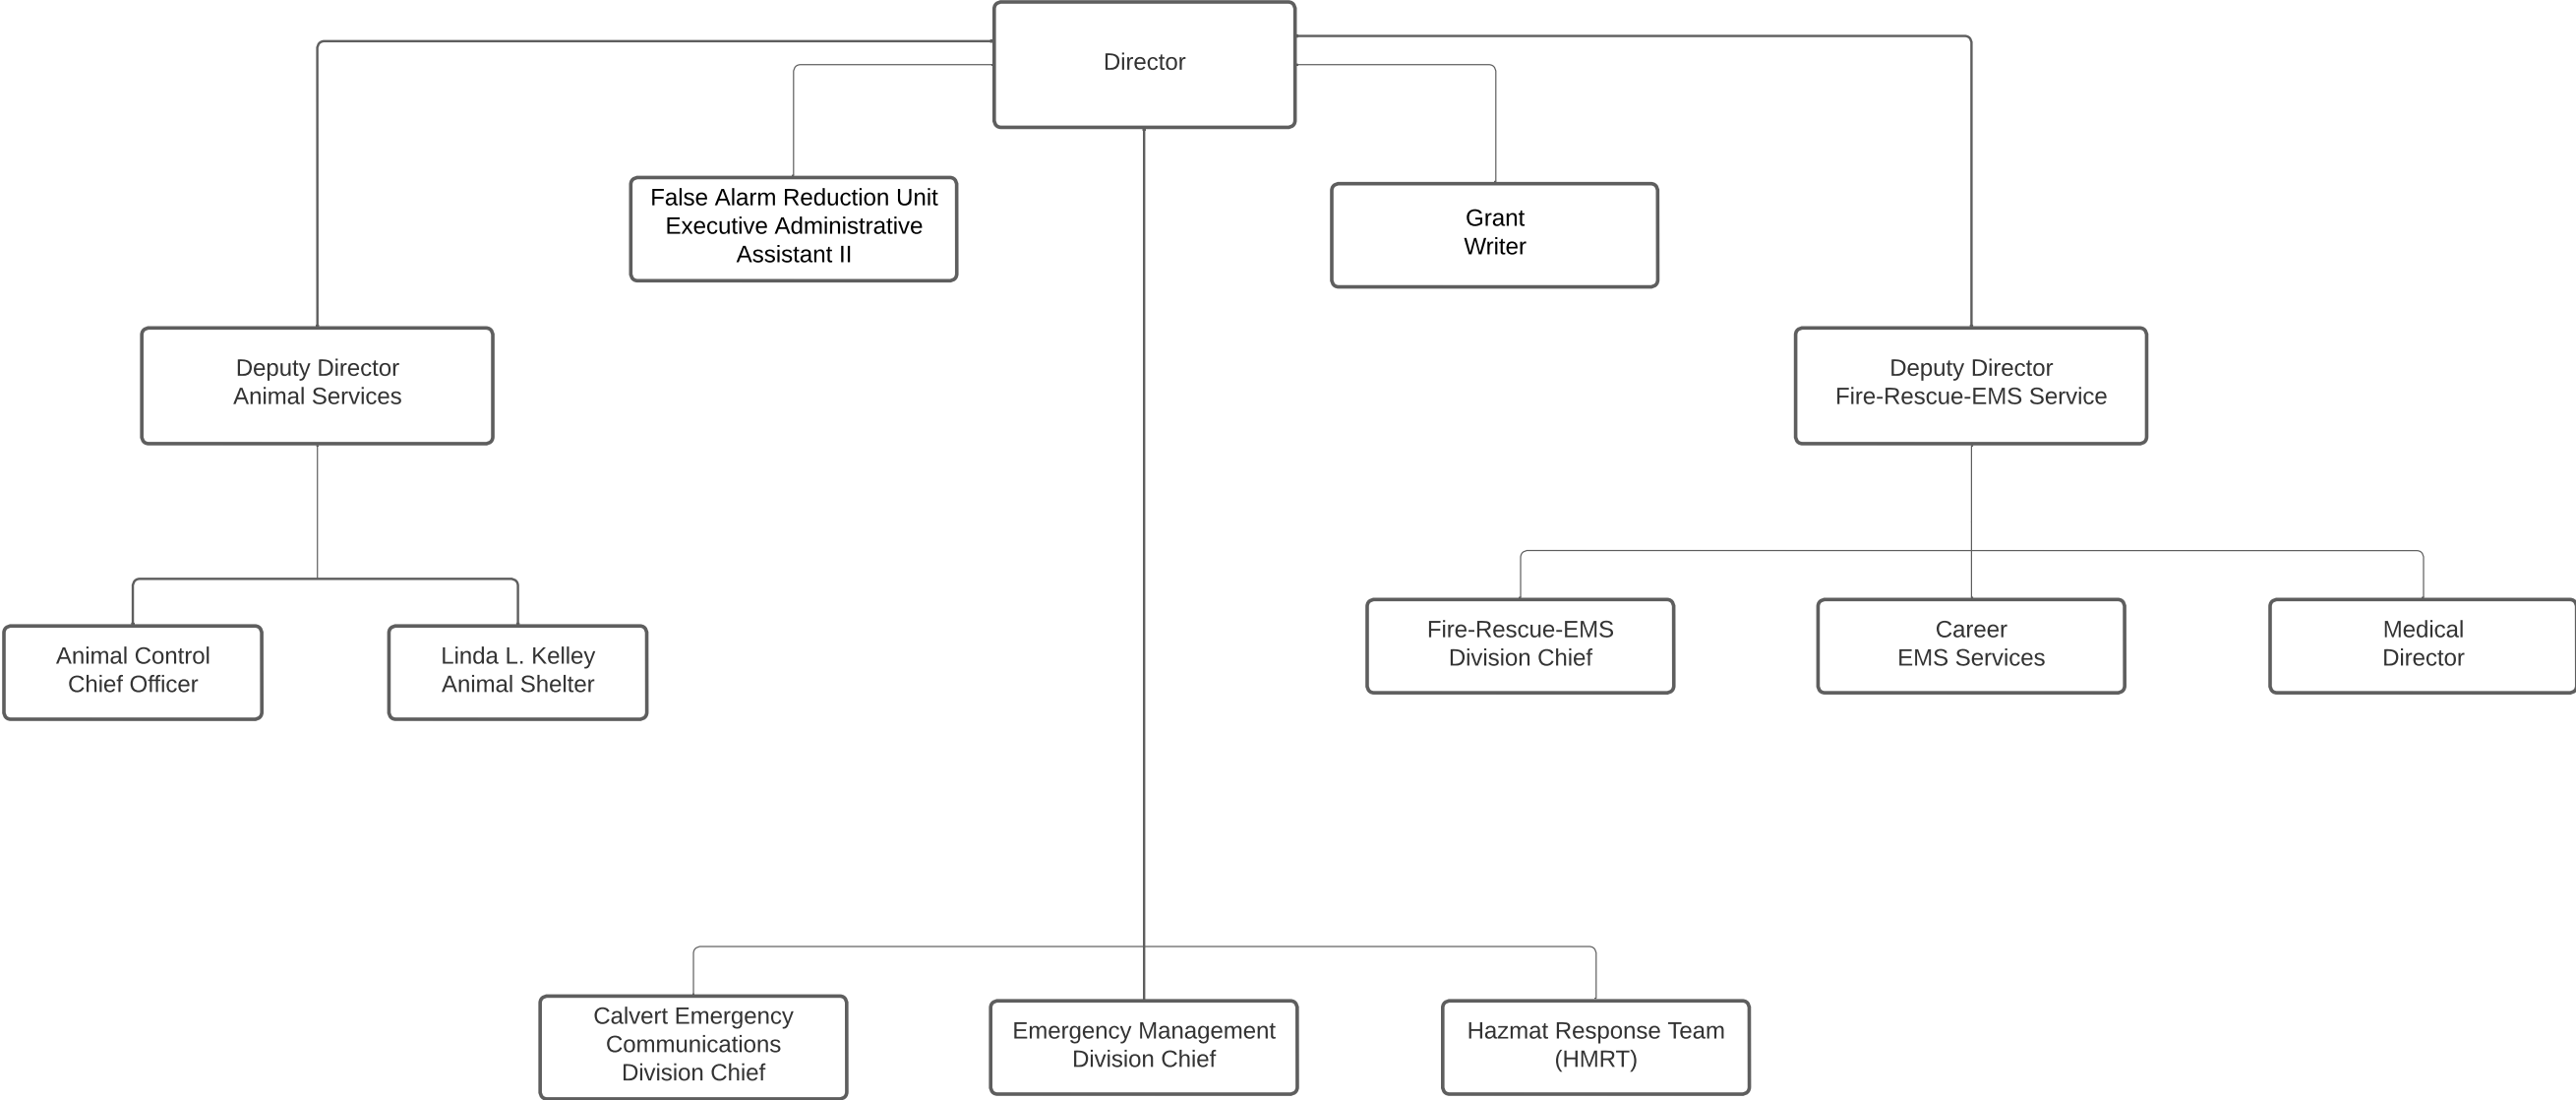 Director
False Alarm Reduction Unit
Executive Administrative
Assistant II
Grant
Writer
Deputy Director
Animal Services
Deputy Director
Fire-Rescue-EMS Service
Animal Control
Chief Officer
Linda L. Kelley
Animal Shelter
Fire-Rescue-EMS
Division Chief
Career
EMS Services
Medical
Director
Calvert Emergency
Communications
Division Chief
Emergency Management
Division Chief
Hazmat Response Team
(HMRT)